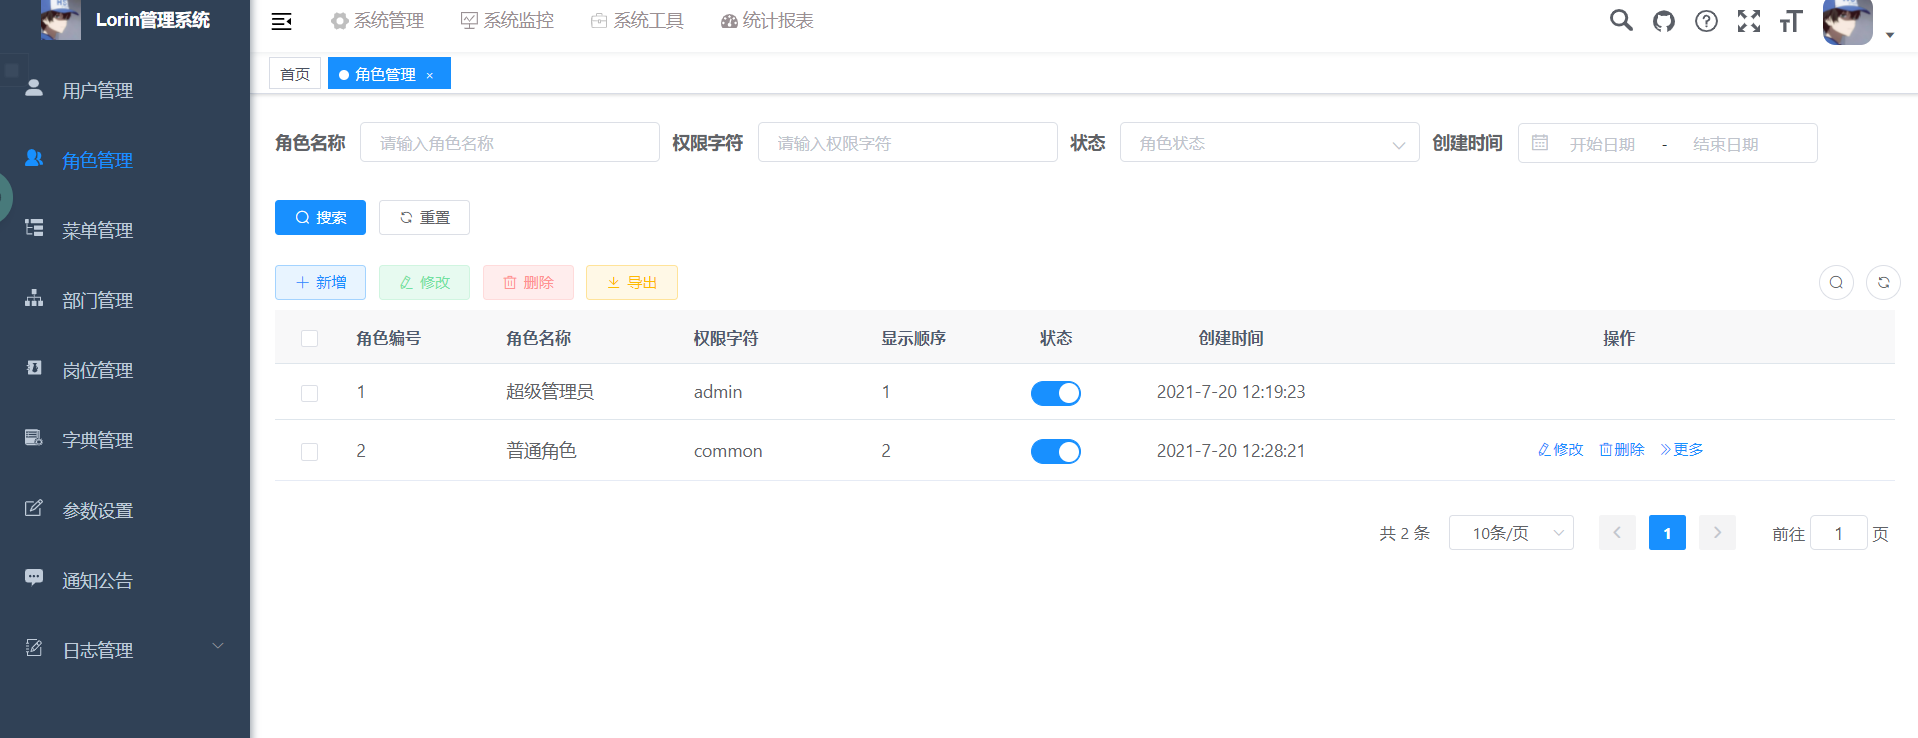 Lorin管理系统
系统管理 系统监控 系统工具 统计报表
首页 角色管理 ×
用户管理
角色管理
菜单管理
部门管理
岗位管理
字典管理
参数设置
通知公告
日志管理
角色名称 请输入角色名称 权限字符 请输入权限字符 状态 角色状态 创建时间 开始日期 - 结束日期
搜索 重置
新增 修改 删除 导出
角色编号 角色名称 权限字符 显示顺序 状态 创建时间 操作
1 超级管理员 admin 1 2021-7-20 12:19:23
2 普通角色 common 2 2021-7-20 12:28:21 修改 删除 更多
共 2 条 10条/页 1 前往 1 页